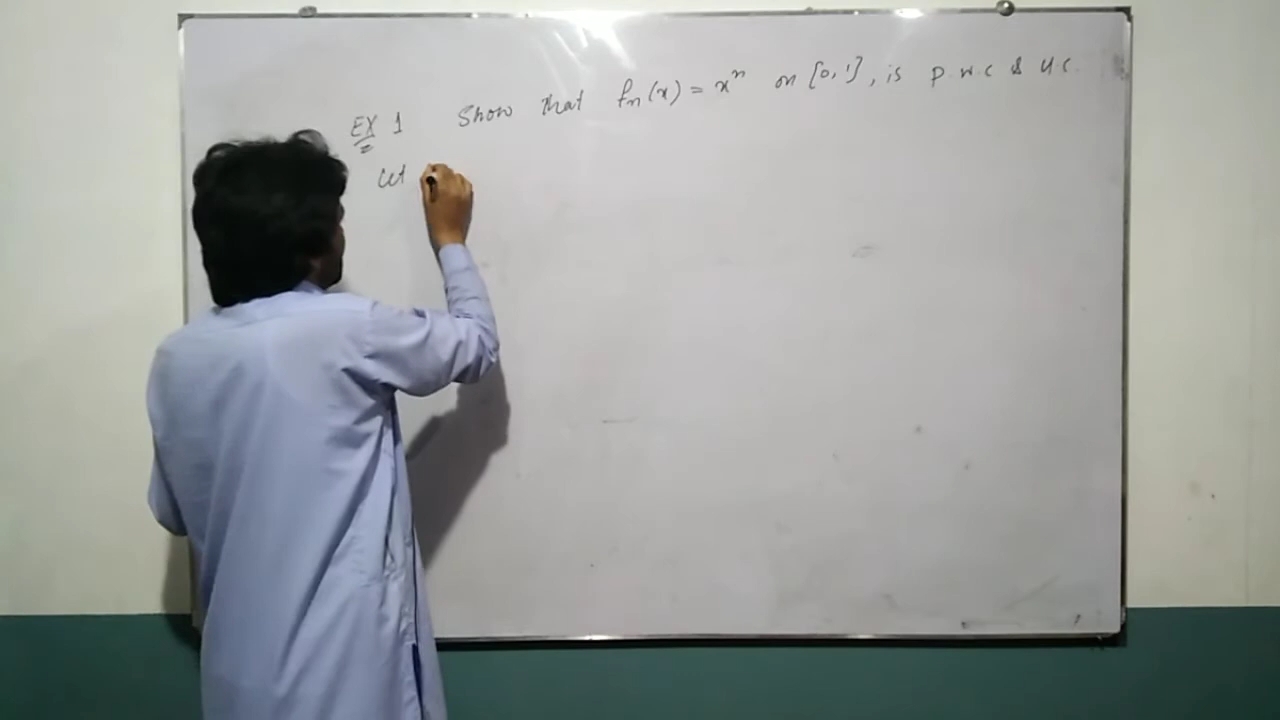 EX 1 Show that fn(x) = x^n on [0,1], is P.W.C & U.C.
Let